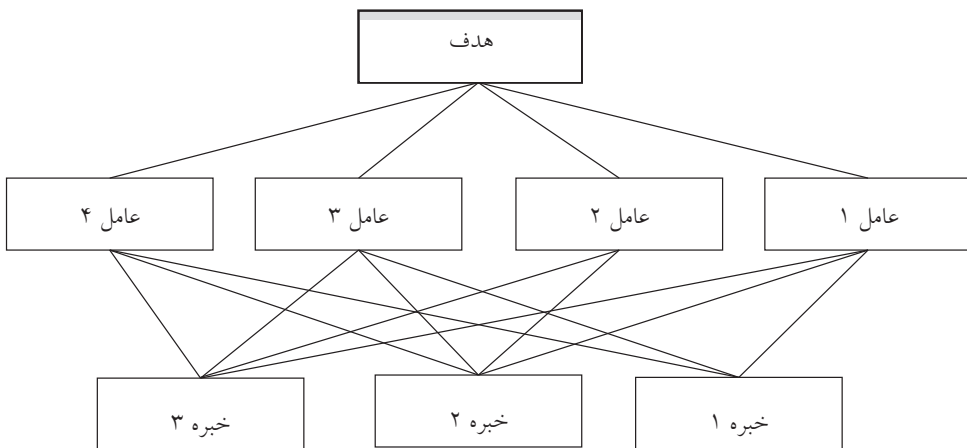 هدف
عامل ۱
عامل ۲
عامل ۳
عامل ۴
خبره ۱
خبره ۲
خبره ۳